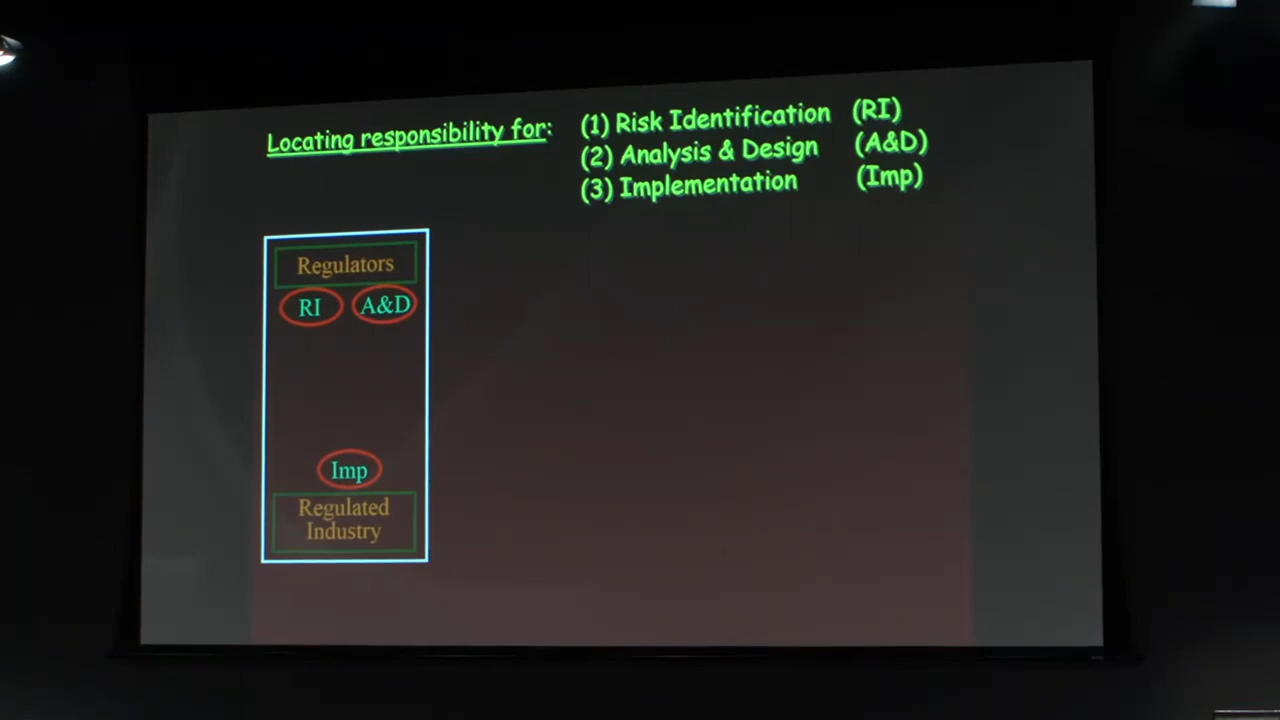 Locating responsibility for:
(1) Risk Identification (RI)
(2) Analysis & Design (A&D)
(3) Implementation (Imp)
Regulators
RI A&D
Imp
Regulated
Industry